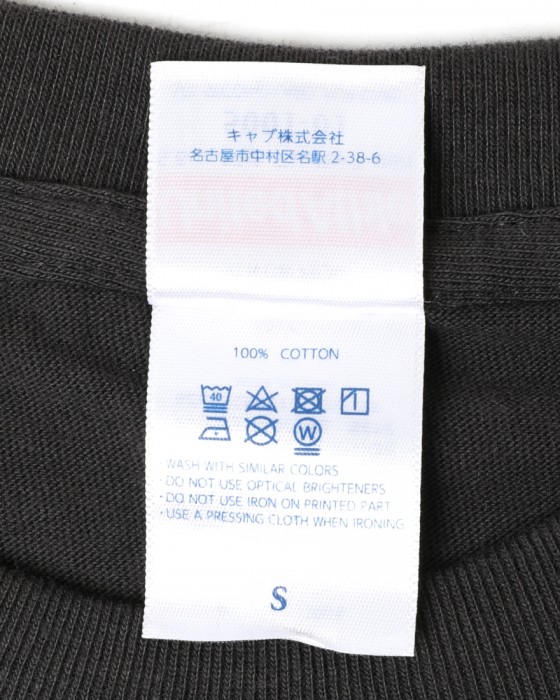 キャブ株式会社
名古屋市中村区名駅 2-38-6
100% COTTON
40
W
WASH WITH SIMILAR COLORS
・DO NOT USE OPTICAL BRIGHTENERS
・DO NOT USE IRON ON PRINTED PART
・USE A PRESSING CLOTH WHEN IRONING
S